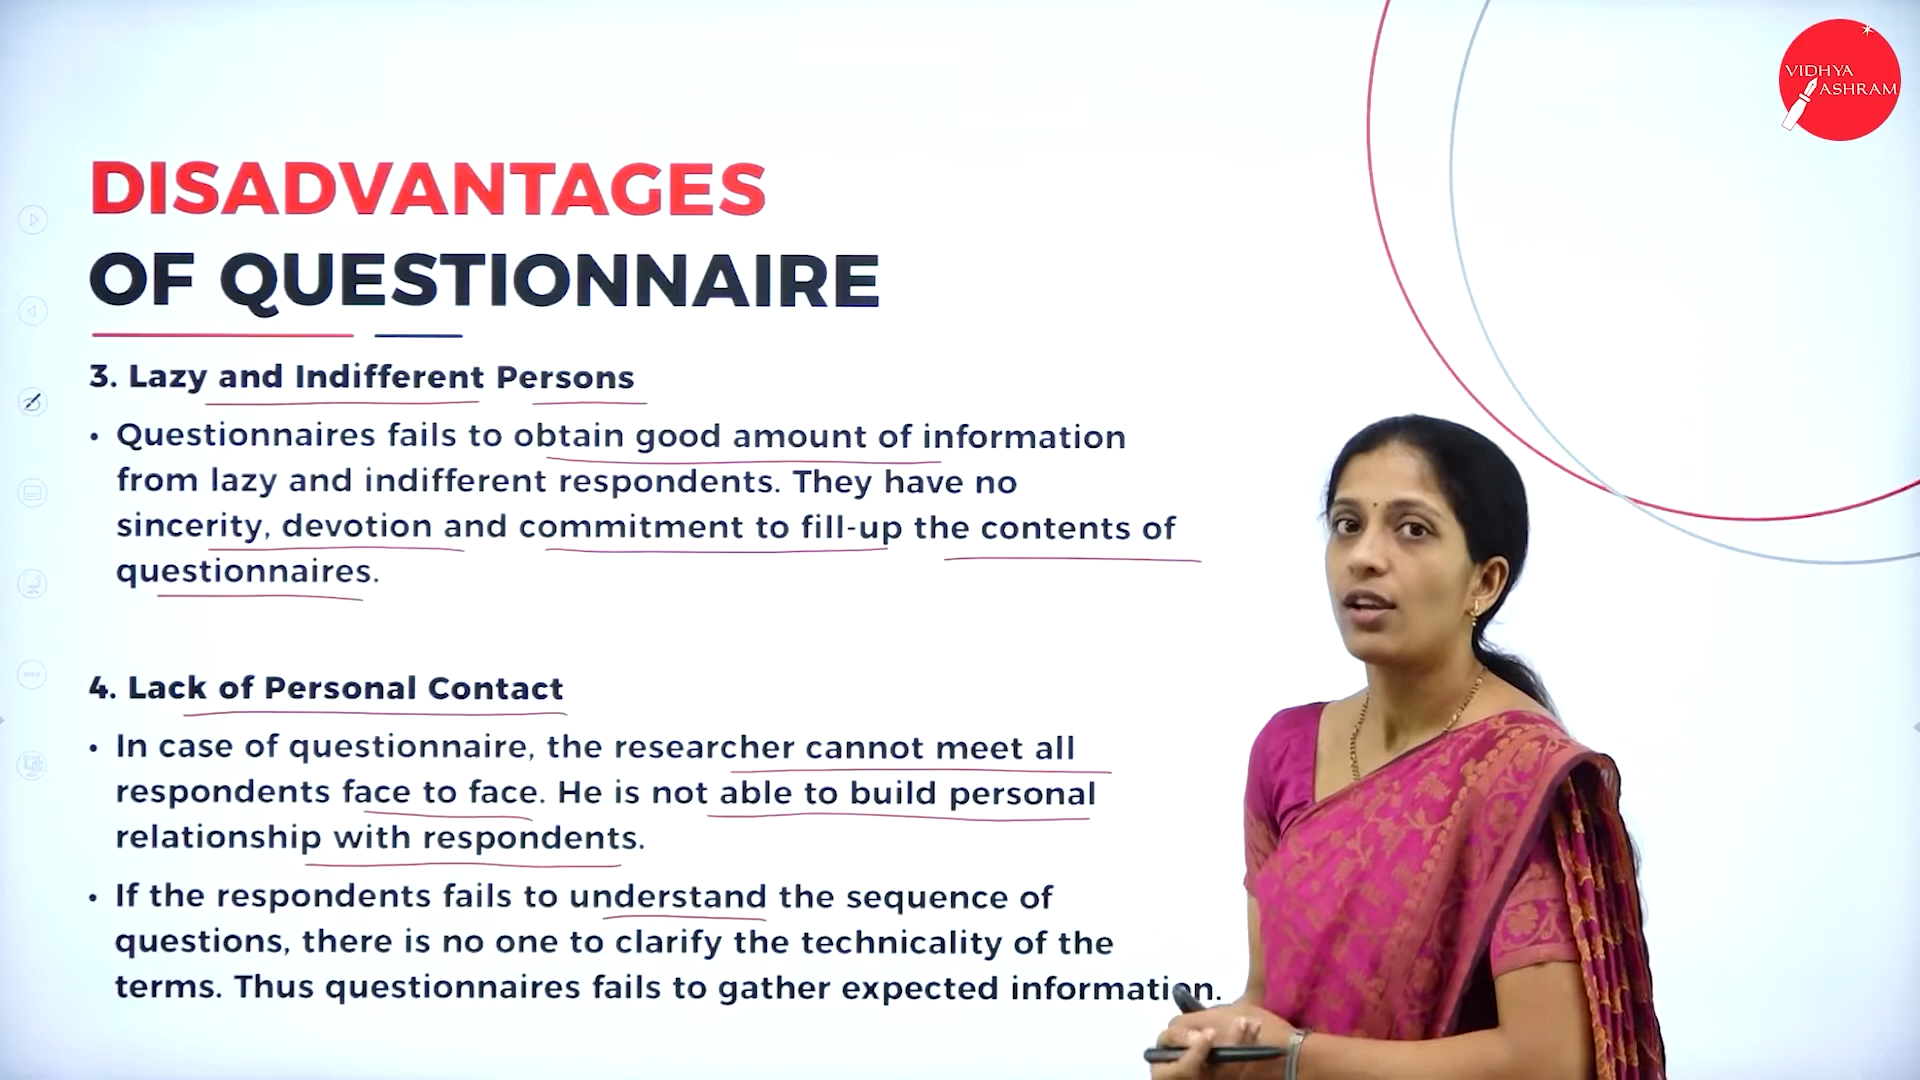 VIDHYA
ASHRAM
DISADVANTAGES
OF QUESTIONNAIRE
3. Lazy and Indifferent Persons
• Questionnaires fails to obtain good amount of information
from lazy and indifferent respondents. They have no
sincerity, devotion and commitment to fill-up the contents of
questionnaires.
4. Lack of Personal Contact
• In case of questionnaire, the researcher cannot meet all
respondents face to face. He is not able to build personal
relationship with respondents.
• If the respondents fails to understand the sequence of
questions, there is no one to clarify the technicality of the
terms. Thus questionnaires fails to gather expected information.